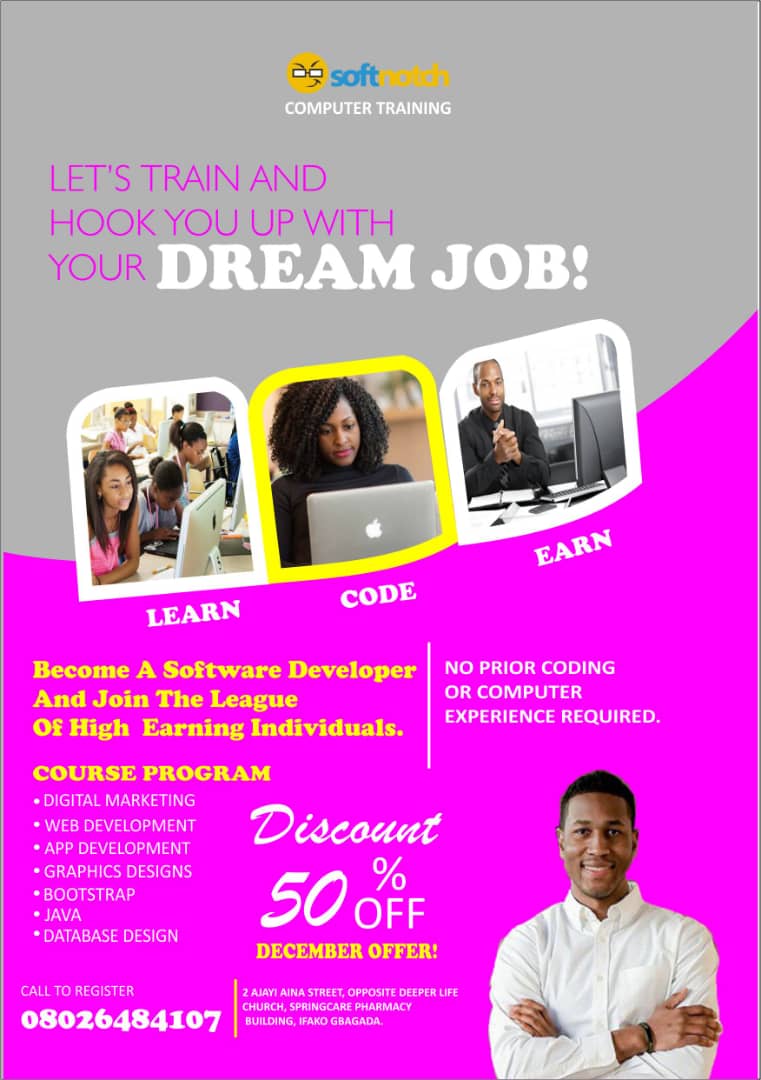 softnotch
COMPUTER TRAINING
LET'S TRAIN AND
HOOK YOU UP WITH
YOUR DREAM JOB!
LEARN
CODE
EARN
Become A Software Developer
And Join The League
Of High Earning Individuals.
NO PRIOR CODING
OR COMPUTER
EXPERIENCE REQUIRED.
COURSE PROGRAM
• DIGITAL MARKETING
• WEB DEVELOPMENT
• APP DEVELOPMENT
• GRAPHICS DESIGNS
• BOOTSTRAP
• JAVA
• DATABASE DESIGN
Discount
50% OFF
DECEMBER OFFER!
CALL TO REGISTER
08026484107
2 AJAYI AINA STREET, OPPOSITE DEEPER LIFE
CHURCH, SPRINGCARE PHARMACY
BUILDING, IFAKO GBAGADA.